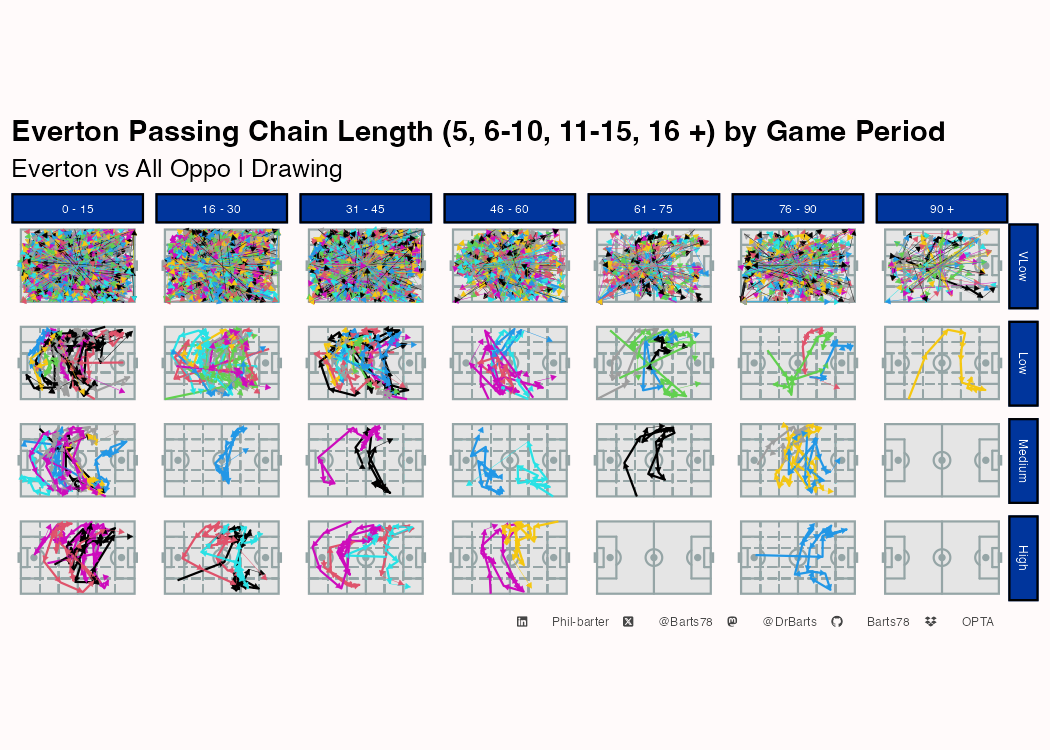 Everton Passing Chain Length (5, 6-10, 11-15, 16 +) by Game Period
Everton vs All Oppo I Drawing
0 - 15 16 - 30 31 - 45 46 - 60 61 - 75 76 - 90 90 +
VLow
Low
Medium
High
Phil-barter @Barts78 @DrBarts Barts78 OPTA